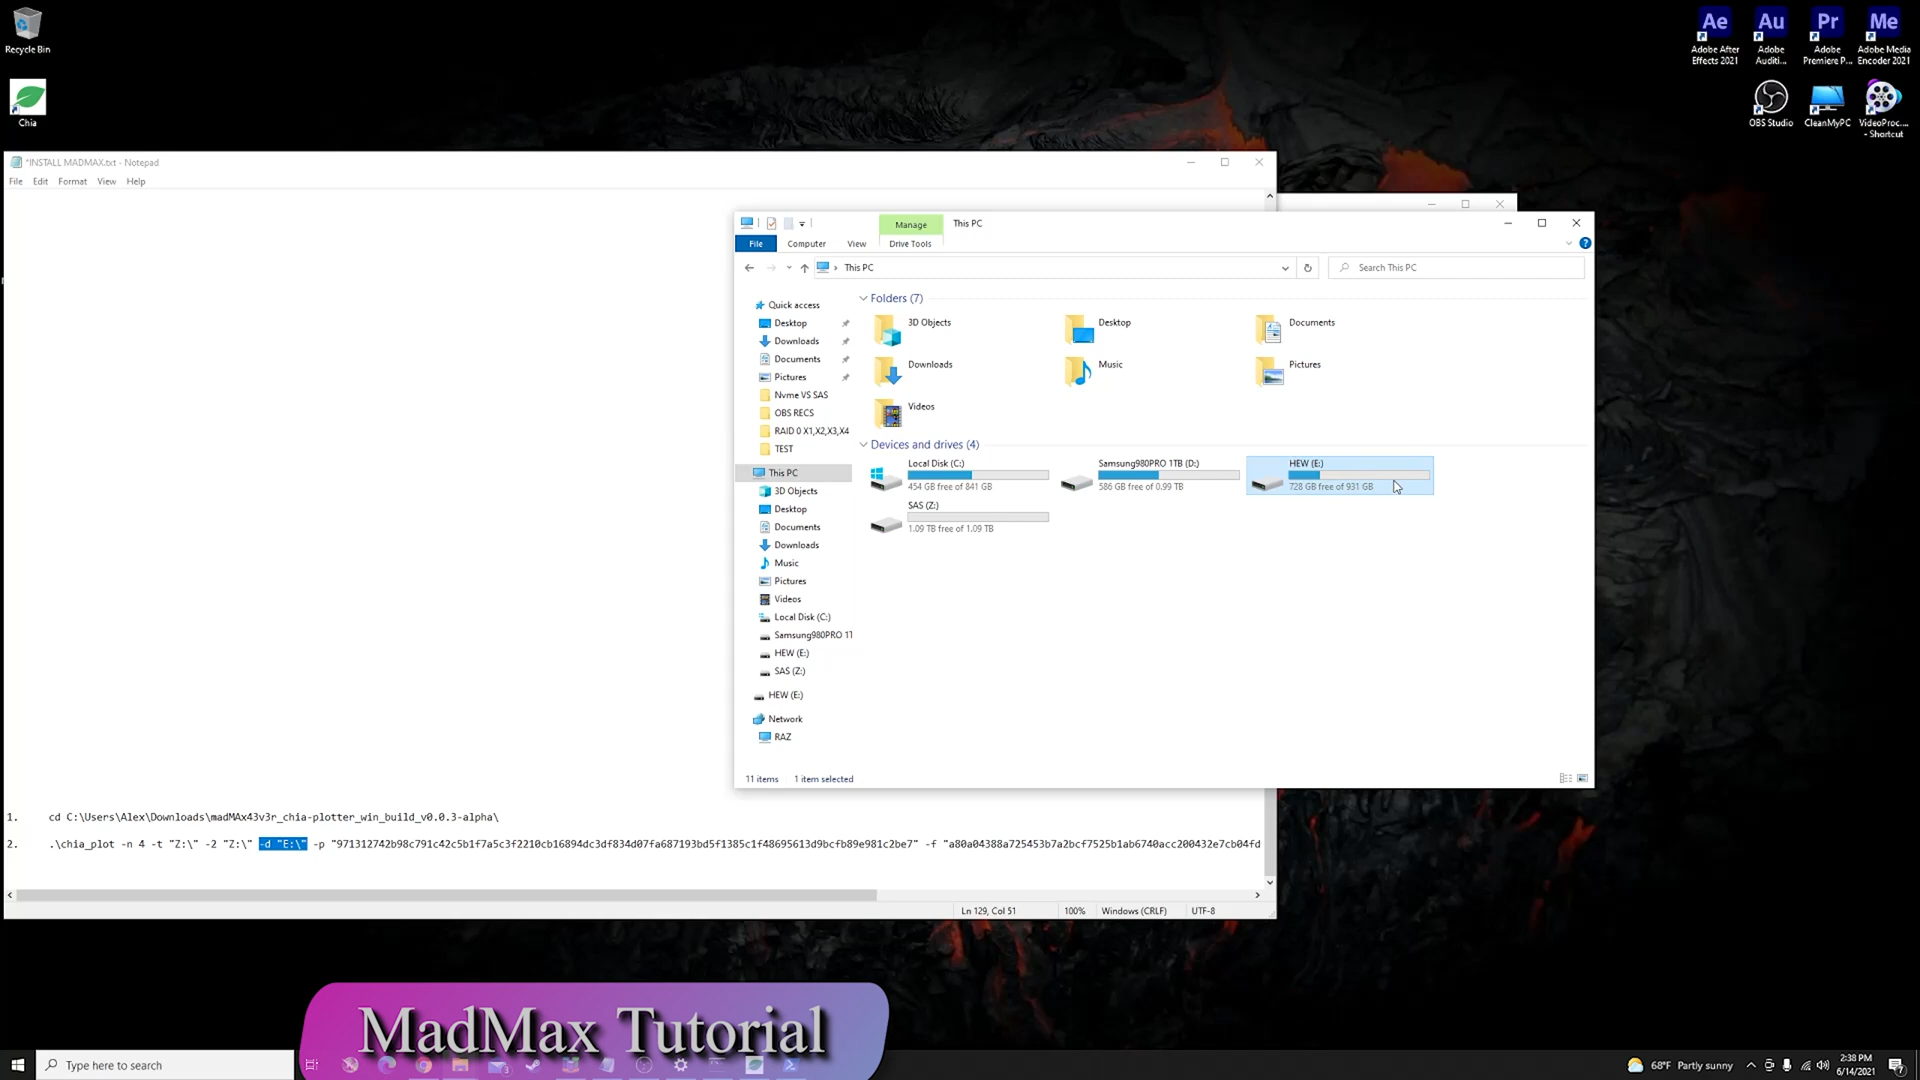 Recycle Bin
Chia
Adobe After Effects 2021
Adobe Auditi...
Adobe Premiere P...
Adobe Media Encoder 2021
OBS Studio
CleanMyPC
VideoProc... - Shortcut
*INSTALL MADMAX.txt - Notepad
File Edit Format View Help
Manage This PC
File Computer View Drive Tools
This PC
Search This PC
Quick access
Desktop
Downloads
Documents
Pictures
Nvme VS SAS
OBS RECS
RAID 0 X1,X2,X3,X4
TEST
This PC
3D Objects
Desktop
Documents
Downloads
Music
Pictures
Videos
Local Disk (C:)
Samsung980PRO 1T
HEW (E:)
SAS (Z:)
HEW (E:)
Network
RAZ
Folders (7)
3D Objects
Desktop
Documents
Downloads
Music
Pictures
Videos
Devices and drives (4)
Local Disk (C:)
454 GB free of 841 GB
Samsung980PRO 1TB (D:)
586 GB free of 0.99 TB
HEW (E:)
728 GB free of 931 GB
SAS (Z:)
1.09 TB free of 1.09 TB
11 items 1 item selected
1. cd C:\Users\Alex\Downloads\madMAx43v3r_chia-plotter_win_build_v0.0.3-alpha\
2. .\chia_plot -n 4 -t "Z:\" -2 "Z:\" -d "E:\" -p "971312742b98c791c42c5b1f7a5c3f2210cb16894dc3df834d07fa687193bd5f1385c1f48695613d9bcfb89e981c2be7" -f "a80a04388a725453b7a2bcf7525b1ab6740acc200432e7cb04fd
Ln 129, Col 51 100% Windows (CRLF) UTF-8
MadMax Tutorial
Type here to search
68°F Partly sunny
2:38 PM
6/14/2021